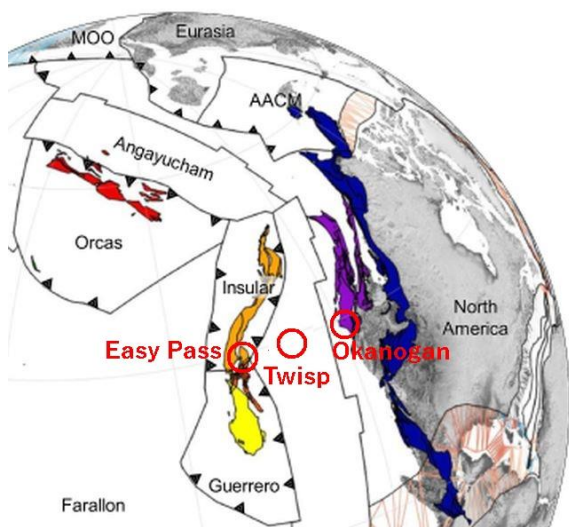 MOO
Eurasia
AACM
Angayucham
Orcas
Insular
North
America
Easy Pass
Okanogan
Twisp
Guerrero
Farallon